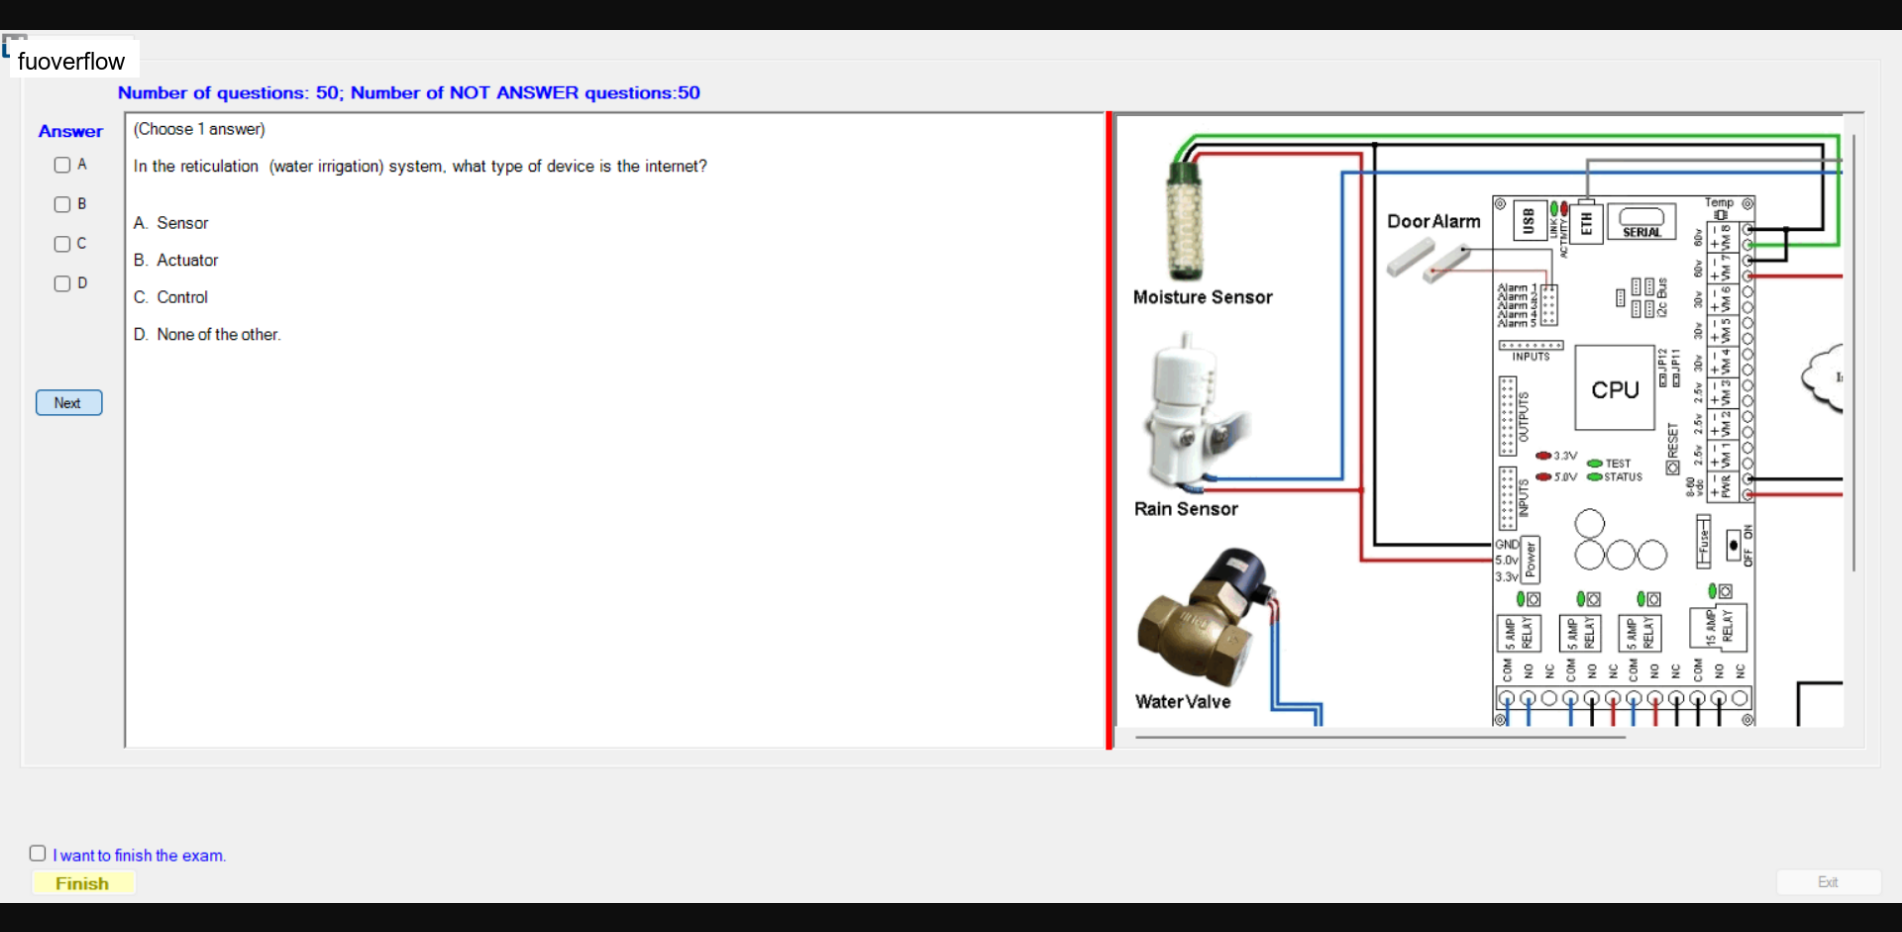 fuoverflow
Number of questions: 50; Number of NOT ANSWER questions:50
Answer
A
B
C
D
Next
(Choose 1 answer)
In the reticulation (water irrigation) system, what type of device is the internet?
A. Sensor
B. Actuator
C. Control
D. None of the other.
Moisture Sensor
Rain Sensor
Water Valve
Door Alarm
USB
LINK
ACTIVITY
ETH
SERIAL
Temp
Alarm 1
Alarm 2
Alarm 3
Alarm 4
Alarm 5
INPUTS
i2c Bus
JP12
JP11
CPU
OUTPUTS
INPUTS
3.3V
5.0V
TEST
STATUS
RESET
60v
- + VM 8
60v
- + VM 7
30v
- + VM 6
30v
- + VM 5
30v
- + VM 4
2.5v
- + VM 3
2.5v
- + VM 2
2.5v
- + VM 1
8-60 vdc
- + PWR
GND
5.0v
3.3v
Power
Fuse
OFF ON
5 AMP RELAY
5 AMP RELAY
5 AMP RELAY
15 AMP RELAY
COM NO NC COM NO NC COM NO NC COM NO NC
I want to finish the exam.
Finish
Exit